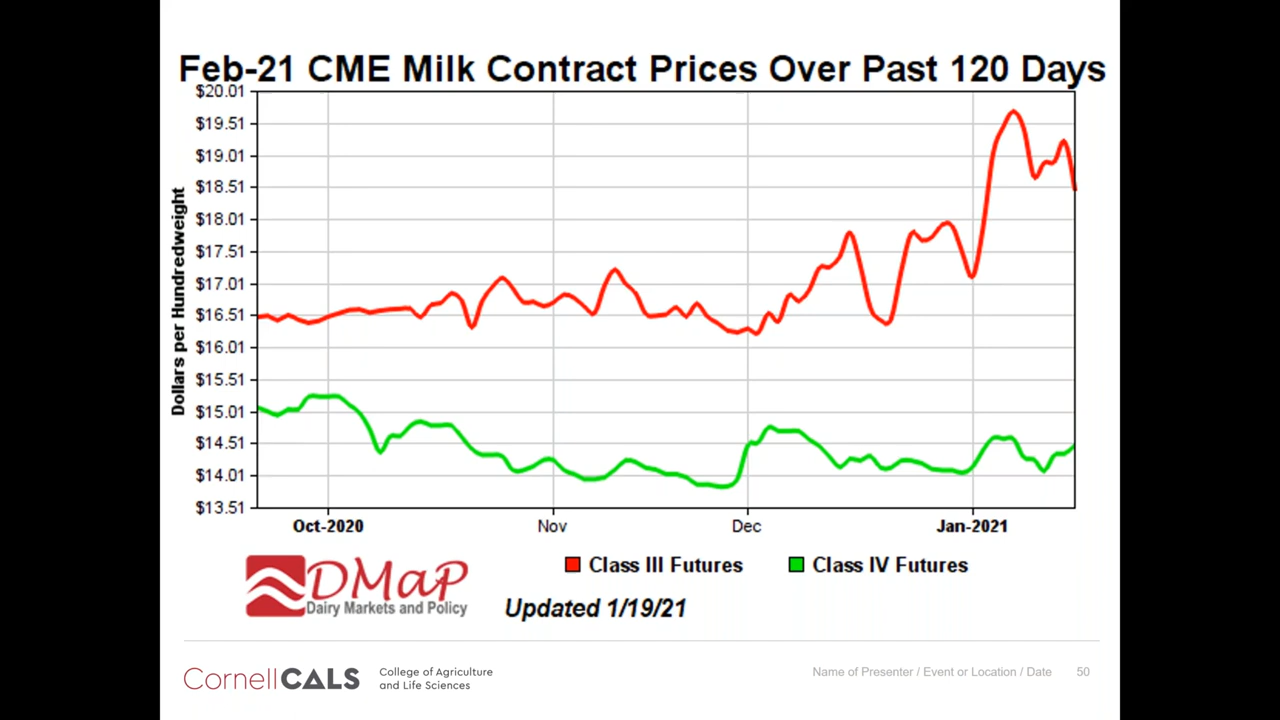 Feb-21 CME Milk Contract Prices Over Past 120 Days
Dollars per Hundredweight
$20.01
$19.51
$19.01
$18.51
$18.01
$17.51
$17.01
$16.51
$16.01
$15.51
$15.01
$14.51
$14.01
$13.51
Oct-2020 Nov Dec Jan-2021
Class III Futures Class IV Futures
DMaP
Dairy Markets and Policy
Updated 1/19/21
CornellCALS
College of Agriculture
and Life Sciences
Name of Presenter / Event or Location / Date 50